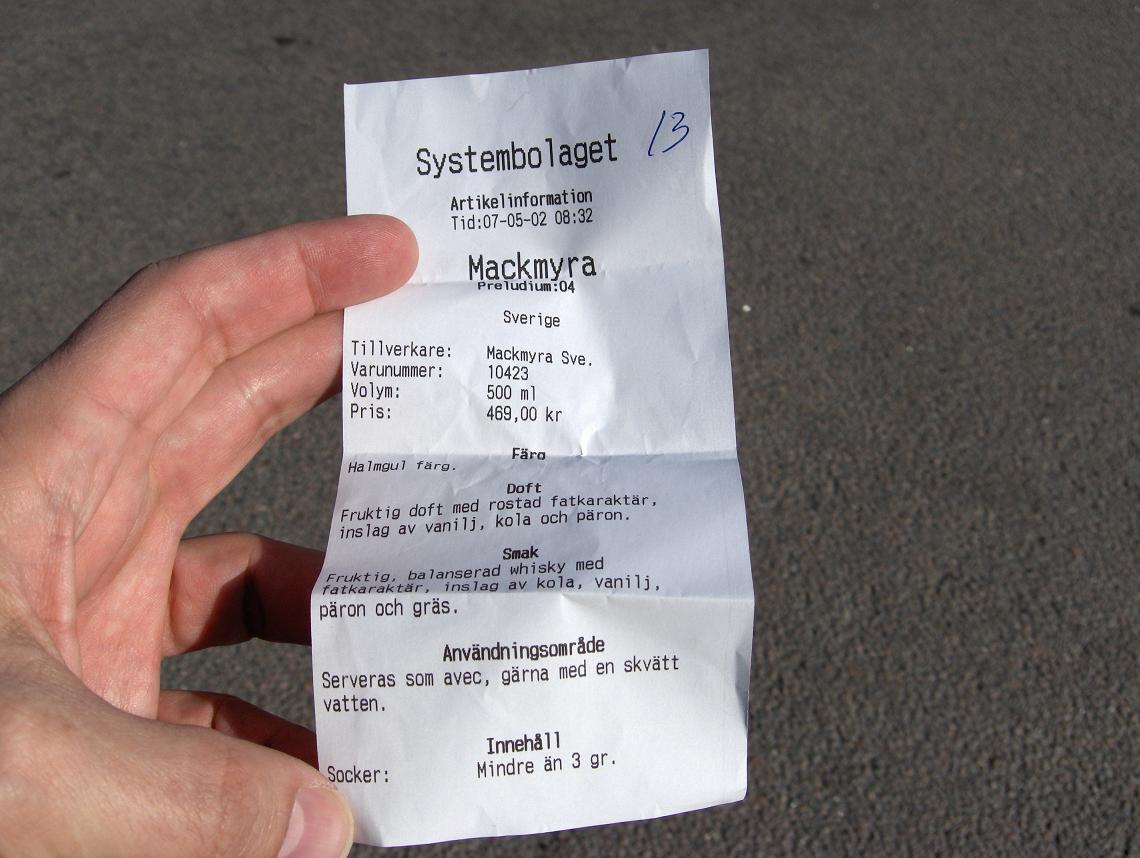 13
Systembolaget
Artikelinformation
Tid:07-05-02 08:32
Mackmyra
Preludium:04
Sverige
Tillverkare: Mackmyra Sve.
Varunummer: 10423
Volym: 500 ml
Pris: 469,00 kr
Färg
Halmgul färg.
Doft
Fruktig doft med rostad fatkaraktär,
inslag av vanilj, kola och päron.
Smak
Fruktig, balanserad whisky med
fatkaraktär, inslag av kola, vanilj,
päron och gräs.
Användningsområde
Serveras som avec, gärna med en skvätt
vatten.
Innehåll
Socker: Mindre än 3 gr.